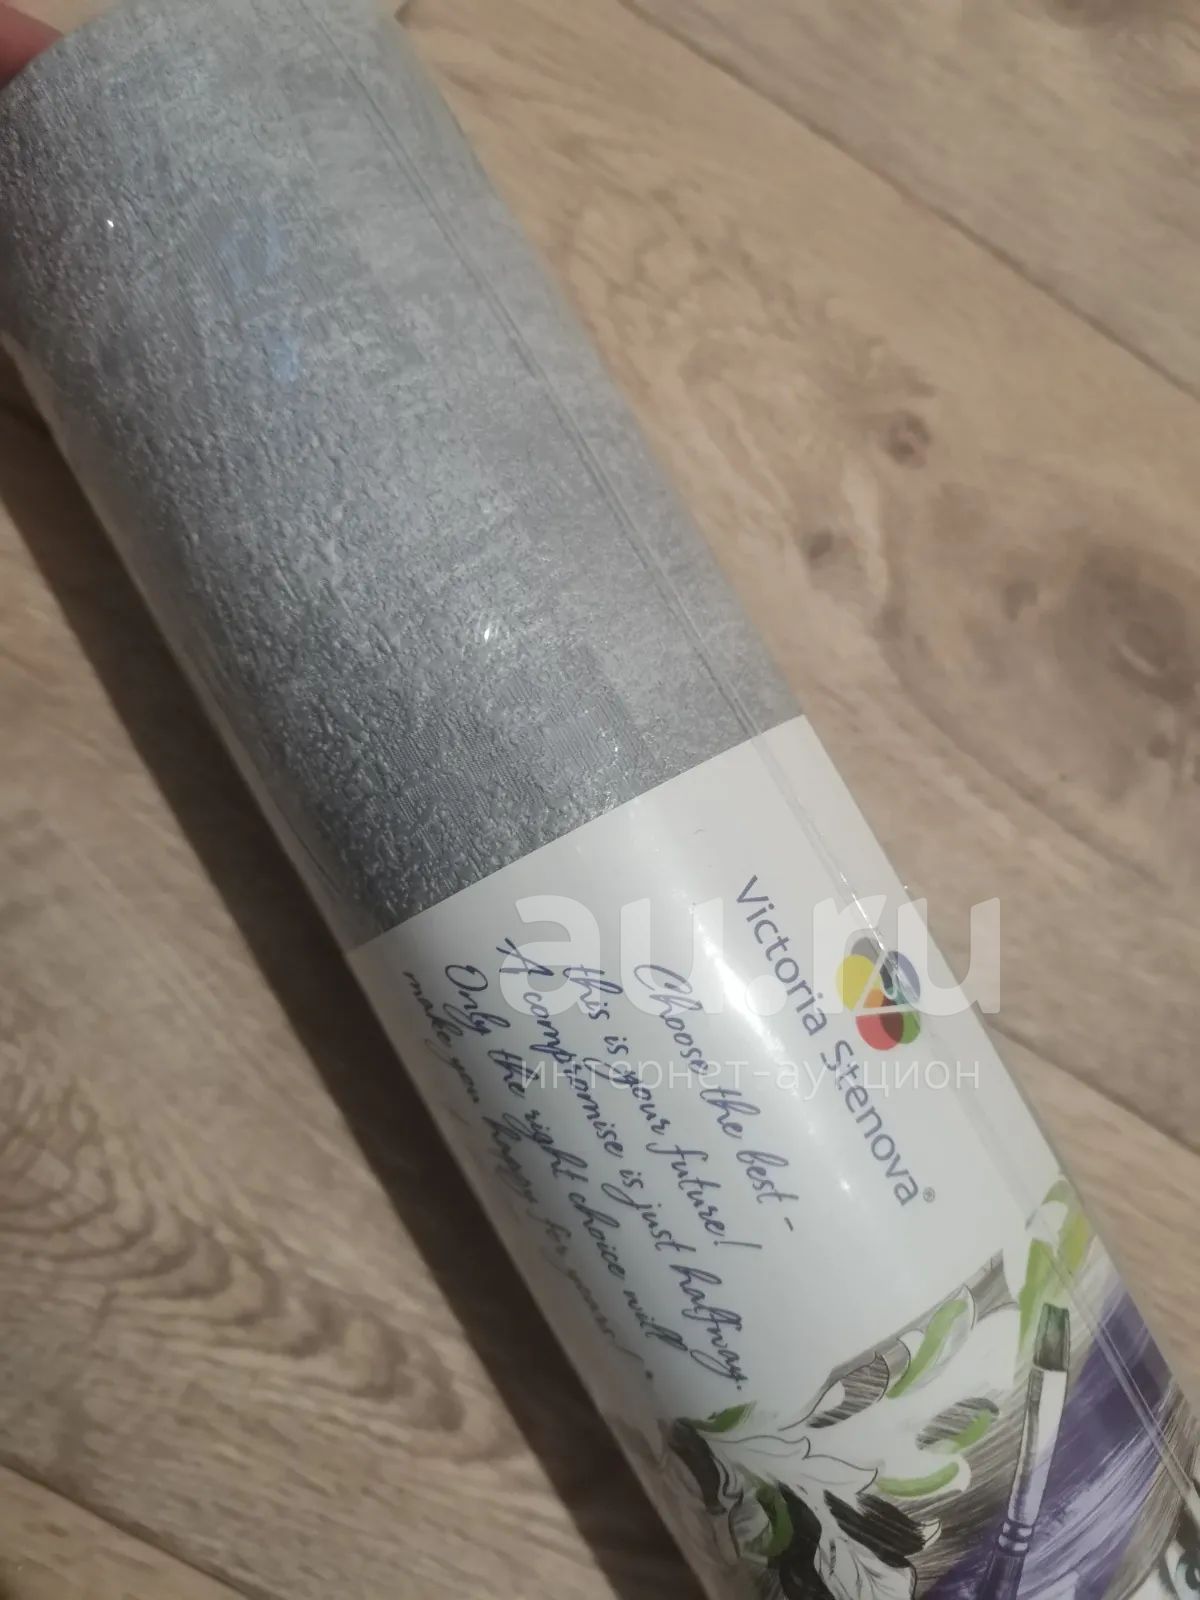 Victoria Stenova®
Choose the best -
this is your future!
A compromise is just halfway.
Only the right choice will
make you happy for years!
au.ru
интернет-аукцион